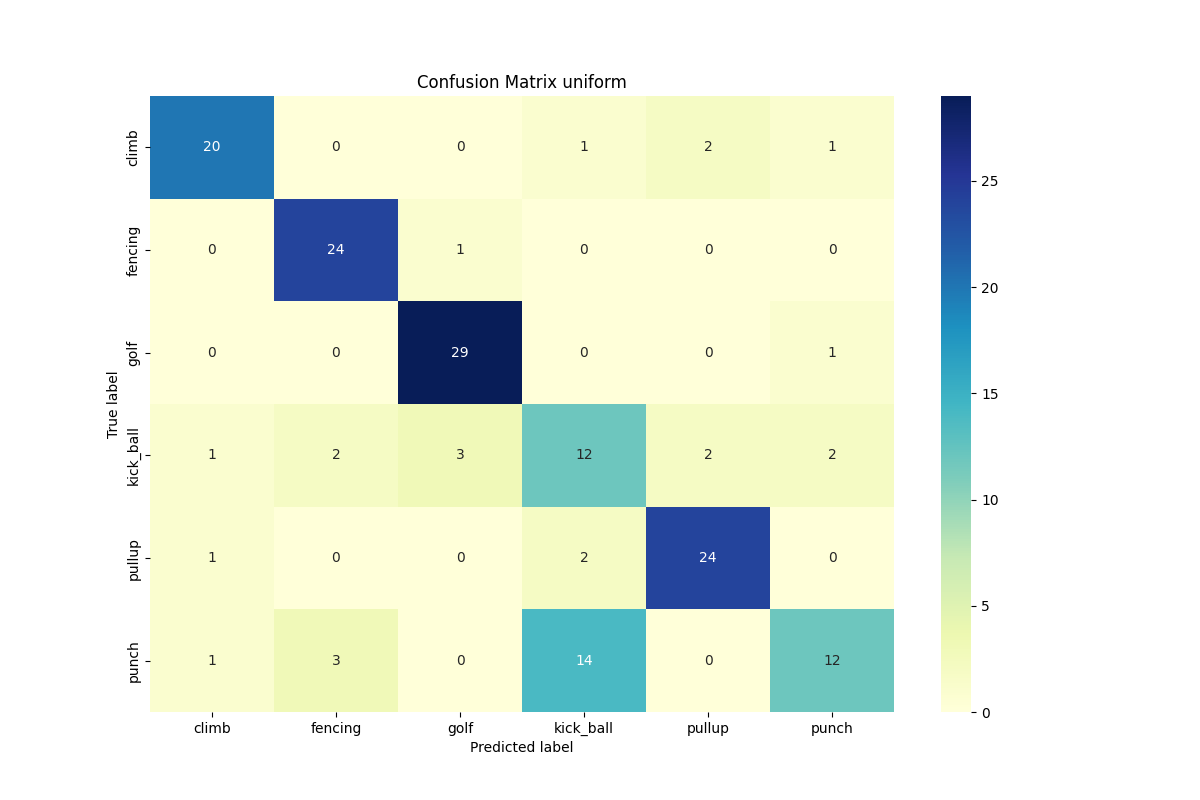 Confusion Matrix uniform
True label
climb 20 0 0 1 2 1
fencing 0 24 1 0 0 0
golf 0 0 29 0 0 1
kick_ball 1 2 3 12 2 2
pullup 1 0 0 2 24 0
punch 1 3 0 14 0 12
climb fencing golf kick_ball pullup punch
Predicted label
25
20
15
10
5
0